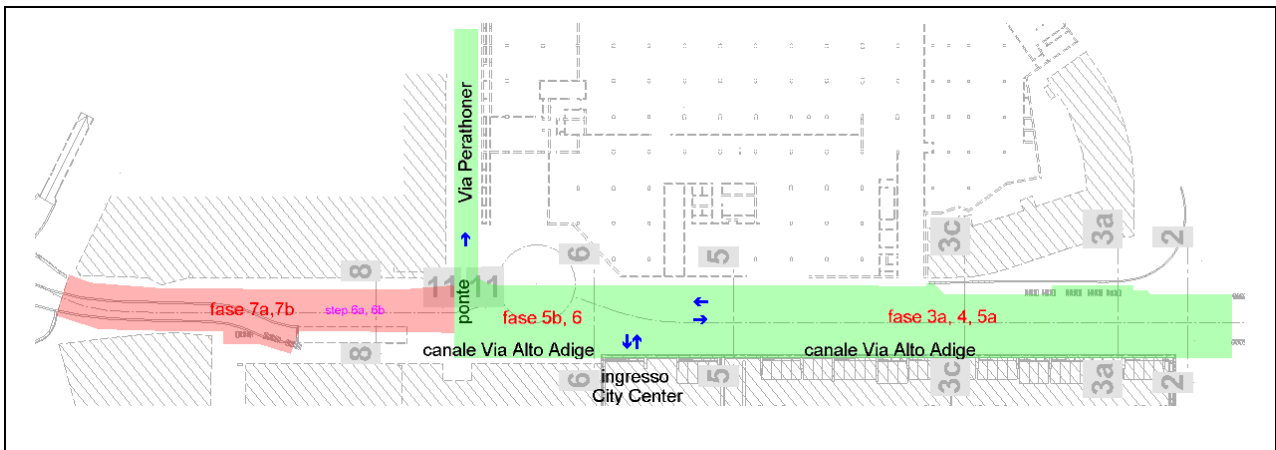 Via Perathoner
ponte
6
5
3c
3a
2
8
11
11
fase 7a,7b
step 6a, 6b
fase 5b, 6
fase 3a, 4, 5a
canale Via Alto Adige
canale Via Alto Adige
8
6
5
3c
3a
2
ingresso
City Center